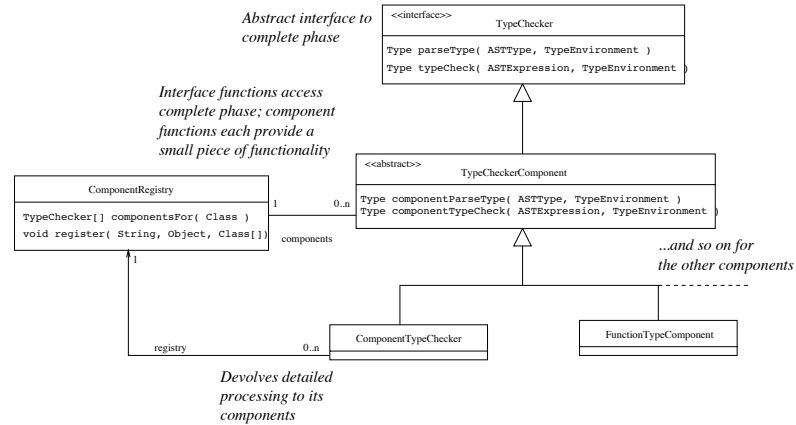 Abstract interface to
complete phase
<<interface>>
TypeChecker
Type parseType( ASTType, TypeEnvironment )
Type typeCheck( ASTExpression, TypeEnvironment )
Interface functions access
complete phase; component
functions each provide a
small piece of functionality
<<abstract>>
TypeCheckerComponent
Type componentParseType( ASTType, TypeEnvironment )
Type componentTypeCheck( ASTExpression, TypeEnvironment )
ComponentRegistry
TypeChecker[] componentsFor( Class )
void register( String, Object, Class[])
1
0..n
components
1
...and so on for
the other components
ComponentTypeChecker
FunctionTypeComponent
registry
0..n
Devolves detailed
processing to its
components